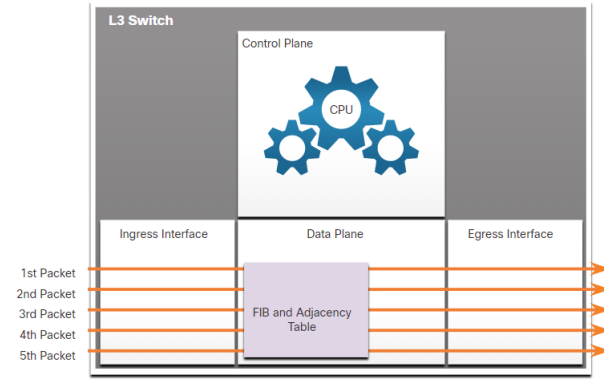 L3 Switch
Control Plane
CPU
Ingress Interface
Data Plane
Egress Interface
1st Packet
2nd Packet
3rd Packet
4th Packet
5th Packet
FIB and Adjacency
Table